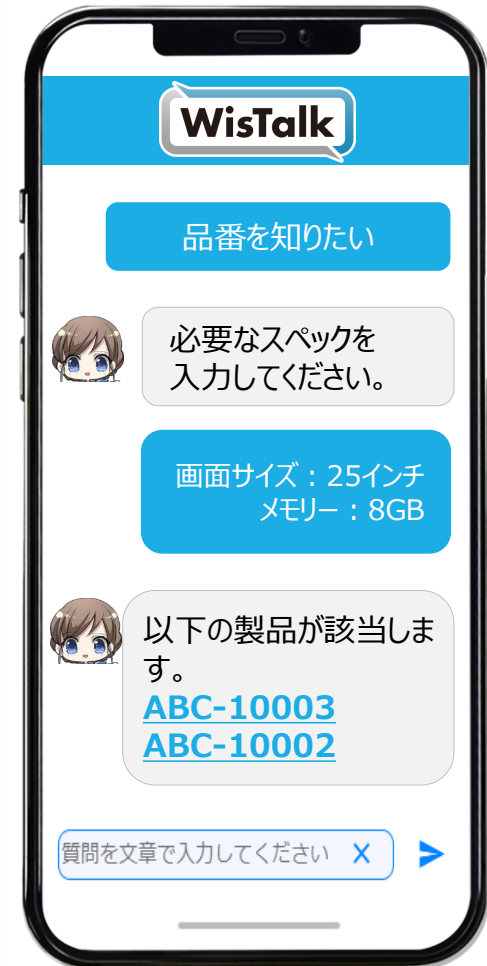 WisTalk
品番を知りたい
必要なスペックを
入力してください。
画面サイズ：25インチ
メモリー：8GB
以下の製品が該当しま
す。
ABC-10003
ABC-10002
質問を文章で入力してください X